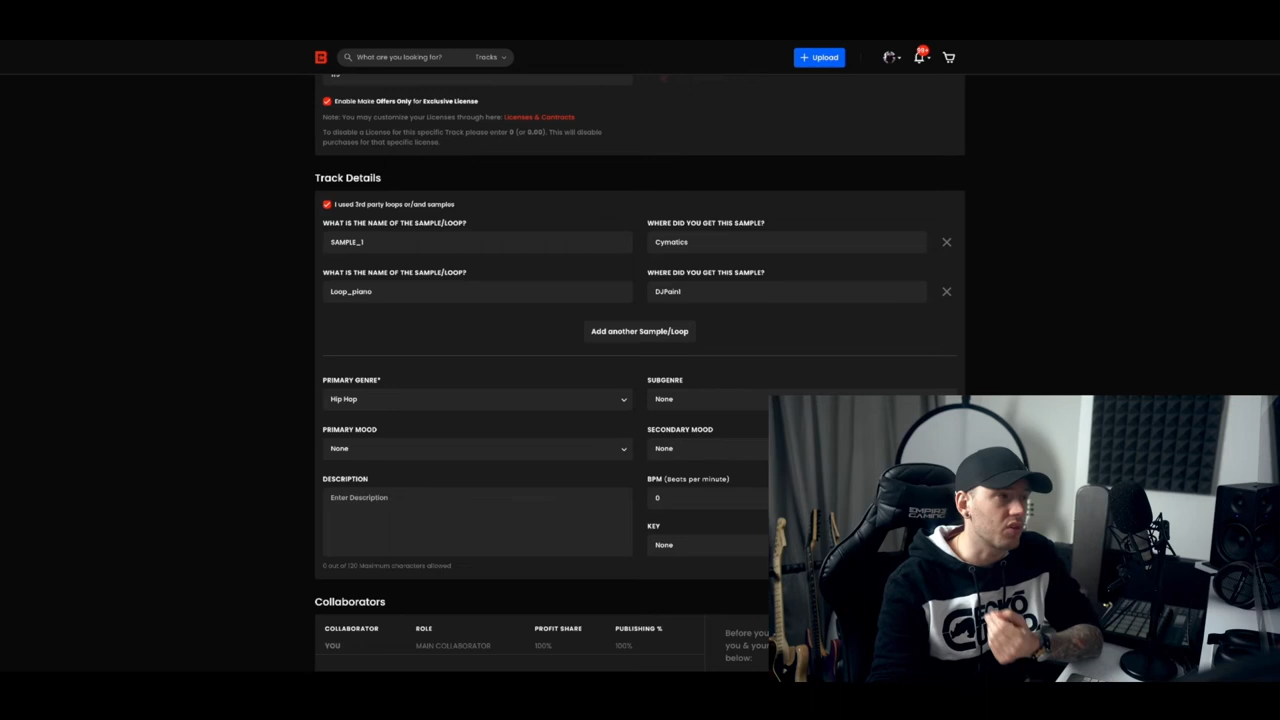 What are you looking for?
Tracks
+ Upload
99+
Enable Make Offers Only for Exclusive License
Note: You may customize your Licenses through here: Licenses & Contracts
To disable a License for this specific Track please enter 0 (or 0.00). This will disable
purchases for that specific license.
Track Details
I used 3rd party loops or/and samples
WHAT IS THE NAME OF THE SAMPLE/LOOP?
WHERE DID YOU GET THIS SAMPLE?
SAMPLE_1
Cymatics
WHAT IS THE NAME OF THE SAMPLE/LOOP?
WHERE DID YOU GET THIS SAMPLE?
Loop_piano
DJPain1
Add another Sample/Loop
PRIMARY GENRE*
SUBGENRE
Hip Hop
None
PRIMARY MOOD
SECONDARY MOOD
None
None
DESCRIPTION
BPM (Beats per minute)
Enter Description
0
KEY
None
0 out of 120 Maximum characters allowed
Collaborators
COLLABORATOR ROLE PROFIT SHARE PUBLISHING %
YOU MAIN COLLABORATOR 100% 100%
Before you
you & your
below:
EMPIRE
GAMING